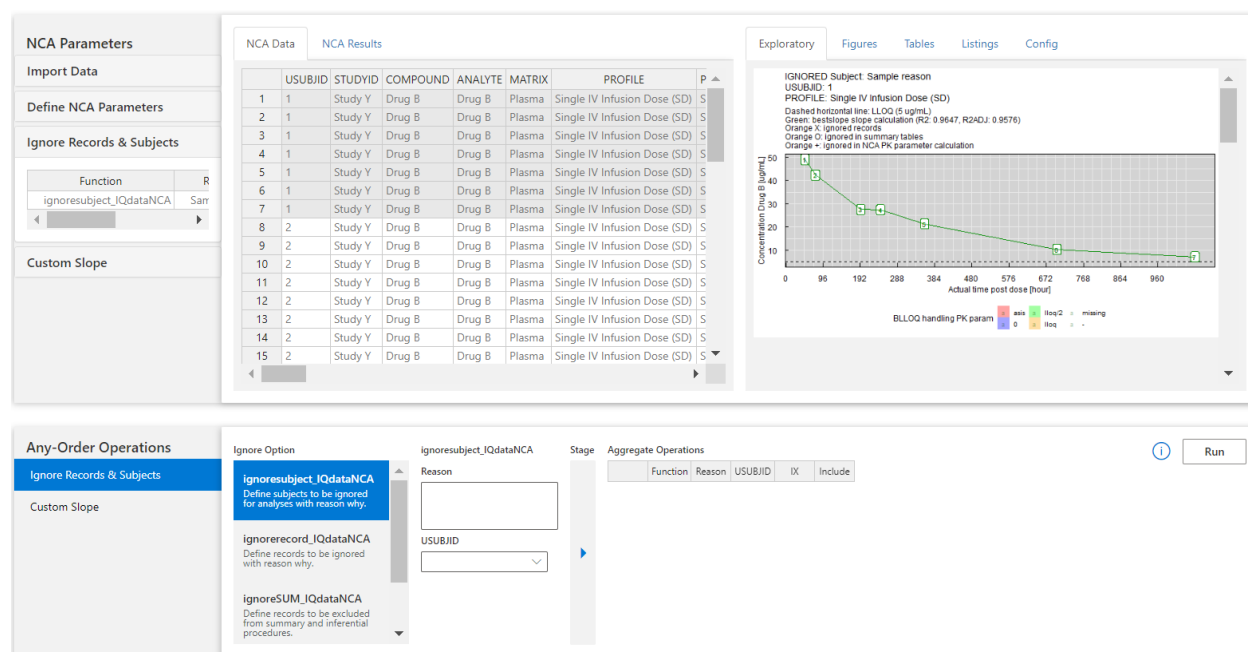 NCA Parameters
Import Data
Define NCA Parameters
Ignore Records & Subjects
Function R
ignoresubject_IQdataNCA Sam
Custom Slope
NCA Data NCA Results
USUBJID STUDYID COMPOUND ANALYTE MATRIX PROFILE P
1 1 Study Y Drug B Drug B Plasma Single IV Infusion Dose (SD) S
2 1 Study Y Drug B Drug B Plasma Single IV Infusion Dose (SD) S
3 1 Study Y Drug B Drug B Plasma Single IV Infusion Dose (SD) S
4 1 Study Y Drug B Drug B Plasma Single IV Infusion Dose (SD) S
5 1 Study Y Drug B Drug B Plasma Single IV Infusion Dose (SD) S
6 1 Study Y Drug B Drug B Plasma Single IV Infusion Dose (SD) S
7 1 Study Y Drug B Drug B Plasma Single IV Infusion Dose (SD) S
8 2 Study Y Drug B Drug B Plasma Single IV Infusion Dose (SD) S
9 2 Study Y Drug B Drug B Plasma Single IV Infusion Dose (SD) S
10 2 Study Y Drug B Drug B Plasma Single IV Infusion Dose (SD) S
11 2 Study Y Drug B Drug B Plasma Single IV Infusion Dose (SD) S
12 2 Study Y Drug B Drug B Plasma Single IV Infusion Dose (SD) S
13 2 Study Y Drug B Drug B Plasma Single IV Infusion Dose (SD) S
14 2 Study Y Drug B Drug B Plasma Single IV Infusion Dose (SD) S
15 2 Study Y Drug B Drug B Plasma Single IV Infusion Dose (SD) S
Exploratory Figures Tables Listings Config
IGNORED Subject: Sample reason
USUBJID: 1
PROFILE: Single IV Infusion Dose (SD)
Dashed horizontal line: LLOQ (5 ug/mL)
Green: bestslope slope calculation (R2: 0.9647, R2ADJ: 0.9576)
Orange X: ignored records
Orange O: ignored in summary tables
Orange +: ignored in NCA PK parameter calculation
Concentration Drug B [ug/mL]
50
40
30
20
10
1 2 3 4 5 6 7
0 96 192 288 384 480 576 672 768 864 960
Actual time post dose [hour]
BLLOQ handling PK param
asis lloq/2 missing
0 lloq -
Any-Order Operations
Ignore Records & Subjects
Custom Slope
Ignore Option
ignoresubject_IQdataNCA
Define subjects to be ignored
for analyses with reason why.
ignorerecord_IQdataNCA
Define records to be ignored
with reason why.
ignoreSUM_IQdataNCA
Define records to be excluded
from summary and inferential
procedures.
ignoresubject_IQdataNCA
Reason
USUBJID
Stage
Aggregate Operations
Function Reason USUBJID IX Include
i
Run